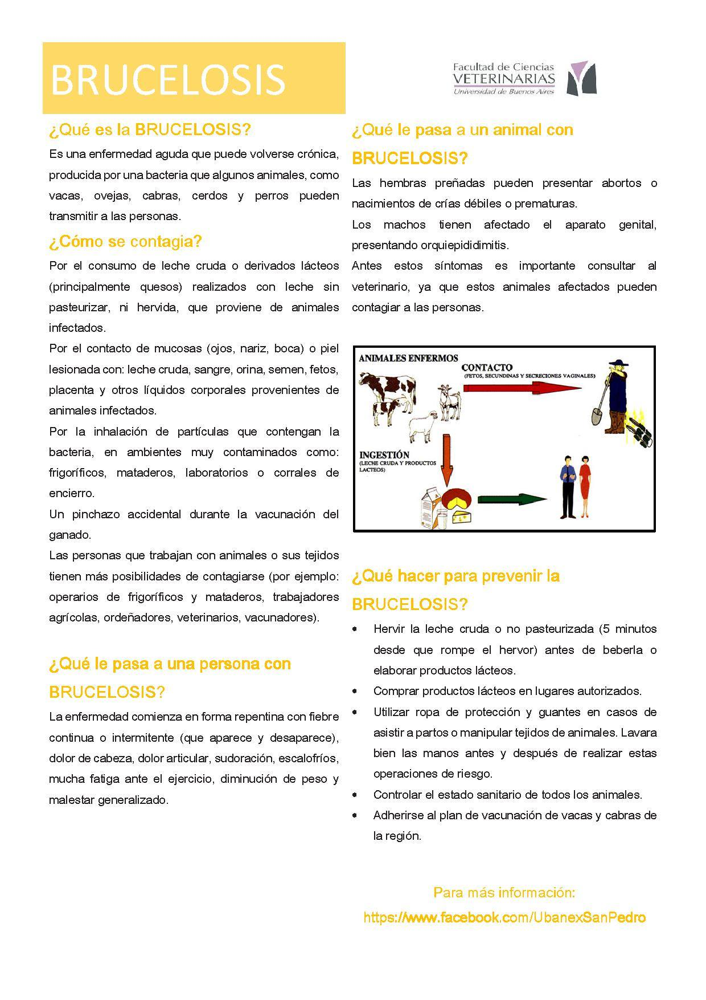 BRUCELOSIS
Facultad de Ciencias
VETERINARIAS
Universidad de Buenos Aires
¿Qué es la BRUCELOSIS?
Es una enfermedad aguda que puede volverse crónica,
producida por una bacteria que algunos animales, como
vacas, ovejas, cabras, cerdos y perros pueden
transmitir a las personas.
¿Cómo se contagia?
Por el consumo de leche cruda o derivados lácteos
(principalmente quesos) realizados con leche sin
pasteurizar, ni hervida, que proviene de animales
infectados.
Por el contacto de mucosas (ojos, nariz, boca) o piel
lesionada con: leche cruda, sangre, orina, semen, fetos,
placenta y otros líquidos corporales provenientes de
animales infectados.
Por la inhalación de partículas que contengan la
bacteria, en ambientes muy contaminados como:
frigoríficos, mataderos, laboratorios o corrales de
encierro.
Un pinchazo accidental durante la vacunación del
ganado.
Las personas que trabajan con animales o sus tejidos
tienen más posibilidades de contagiarse (por ejemplo:
operarios de frigoríficos y mataderos, trabajadores
agrícolas, ordeñadores, veterinarios, vacunadores).
¿Qué le pasa a una persona con
BRUCELOSIS?
La enfermedad comienza en forma repentina con fiebre
continua o intermitente (que aparece y desaparece),
dolor de cabeza, dolor articular, sudoración, escalofríos,
mucha fatiga ante el ejercicio, diminución de peso y
malestar generalizado.
¿Qué le pasa a un animal con
BRUCELOSIS?
Las hembras preñadas pueden presentar abortos o
nacimientos de crías débiles o prematuras.
Los machos tienen afectado el aparato genital,
presentando orquiepididimitis.
Antes estos síntomas es importante consultar al
veterinario, ya que estos animales afectados pueden
contagiar a las personas.
ANIMALES ENFERMOS
CONTACTO
(FETOS, SECUNDINAS Y SECRECIONES VAGINALES)
INGESTIÓN
(LECHE CRUDA Y PRODUCTOS
LACTEOS)
¿Qué hacer para prevenir la
BRUCELOSIS?
• Hervir la leche cruda o no pasteurizada (5 minutos
desde que rompe el hervor) antes de beberla o
elaborar productos lácteos.
• Comprar productos lácteos en lugares autorizados.
• Utilizar ropa de protección y guantes en casos de
asistir a partos o manipular tejidos de animales. Lavara
bien las manos antes y después de realizar estas
operaciones de riesgo.
• Controlar el estado sanitario de todos los animales.
• Adherirse al plan de vacunación de vacas y cabras de
la región.
Para más información:
https://www.facebook.com/UbanexSanPedro